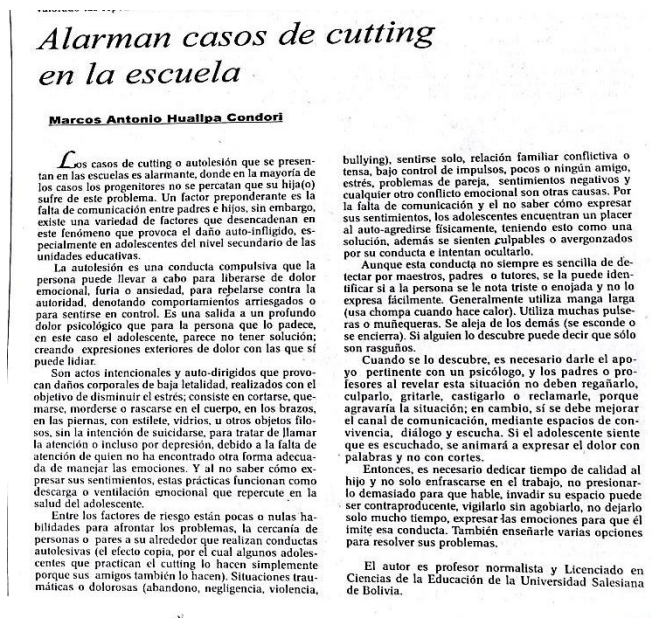 Alarman casos de cutting
en la escuela
Marcos Antonio Huallpa Condori
Los casos de cutting o autolesión que se presen-
tan en las escuelas es alarmante, donde en la mayoría de
los casos los progenitores no se percatan que su hija(o)
sufre de este problema. Un factor preponderante es la
falta de comunicación entre padres e hijos, sin embargo,
existe una variedad de factores que desencadenan en
este fenómeno que provoca el daño auto-infligido, es-
pecialmente en adolescentes del nivel secundario de las
unidades educativas.
La autolesión es una conducta compulsiva que la
persona puede llevar a cabo para liberarse de dolor
emocional, furia o ansiedad, para rebelarse contra la
autoridad, denotando comportamientos arriesgados o
para sentirse en control. Es una salida a un profundo
dolor psicológico que para la persona que lo padece,
en este caso el adolescente, parece no tener solución;
creando expresiones exteriores de dolor con las que sí
puede lidiar.
Son actos intencionales y auto-dirigidos que provo-
can daños corporales de baja letalidad, realizados con el
objetivo de disminuir el estrés; consiste en cortarse, que-
marse, morderse o rascarse en el cuerpo, en los brazos,
en las piernas, con estilete, vidrios, u otros objetos filo-
sos, sin la intención de suicidarse, para tratar de llamar
la atención o incluso por depresión, debido a la falta de
atención de quien no ha encontrado otra forma adecua-
da de manejar las emociones. Y al no saber cómo ex-
presar sus sentimientos, estas prácticas funcionan como
descarga o ventilación emocional que repercute en la
salud del adolescente.
Entre los factores de riesgo están pocas o nulas ha-
bilidades para afrontar los problemas, la cercanía de
personas o pares a su alrededor que realizan conductas
autolesivas (el efecto copia, por el cual algunos adoles-
centes que practican el cutting lo hacen simplemente
porque sus amigos también lo hacen). Situaciones trau-
máticas o dolorosas (abandono, negligencia, violencia,
bullying), sentirse solo, relación familiar conflictiva o
tensa, bajo control de impulsos, pocos o ningún amigo,
estrés, problemas de pareja, sentimientos negativos y
cualquier otro conflicto emocional son otras causas. Por
la falta de comunicación y el no saber cómo expresar
sus sentimientos, los adolescentes encuentran un placer
al auto-agredirse físicamente, teniendo esto como una
solución, además se sienten culpables o avergonzados
por su conducta e intentan ocultarlo.
Aunque esta conducta no siempre es sencilla de de-
tectar por maestros, padres o tutores, se la puede iden-
tificar si a la persona se le nota triste o enojada y no lo
expresa fácilmente. Generalmente utiliza manga larga
(usa chompa cuando hace calor). Utiliza muchas pulse-
ras o muñequeras. Se aleja de los demás (se esconde o
se encierra). Si alguien lo descubre puede decir que sólo
son rasguños.
Cuando se lo descubre, es necesario darle el apo-
yo pertinente con un psicólogo, y los padres o pro-
fesores al revelar esta situación no deben regañarlo,
culparlo, gritarle, castigarlo o reclamarle, porque
agravaría la situación; en cambio, sí se debe mejorar
el canal de comunicación, mediante espacios de con-
vivencia, diálogo y escucha. Si el adolescente siente
que es escuchado, se animará a expresar el dolor con
palabras y no con cortes.
Entonces, es necesario dedicar tiempo de calidad al
hijo y no solo enfrascarse en el trabajo, no presionar-
lo demasiado para que hable, invadir su espacio puede
ser contraproducente, vigilarlo sin agobiarlo, no dejarlo
solo mucho tiempo, expresar las emociones para que él
imite esa conducta. También enseñarle varias opciones
para resolver sus problemas.
El autor es profesor normalista y Licenciado en
Ciencias de la Educación de la Universidad Salesiana
de Bolivia.